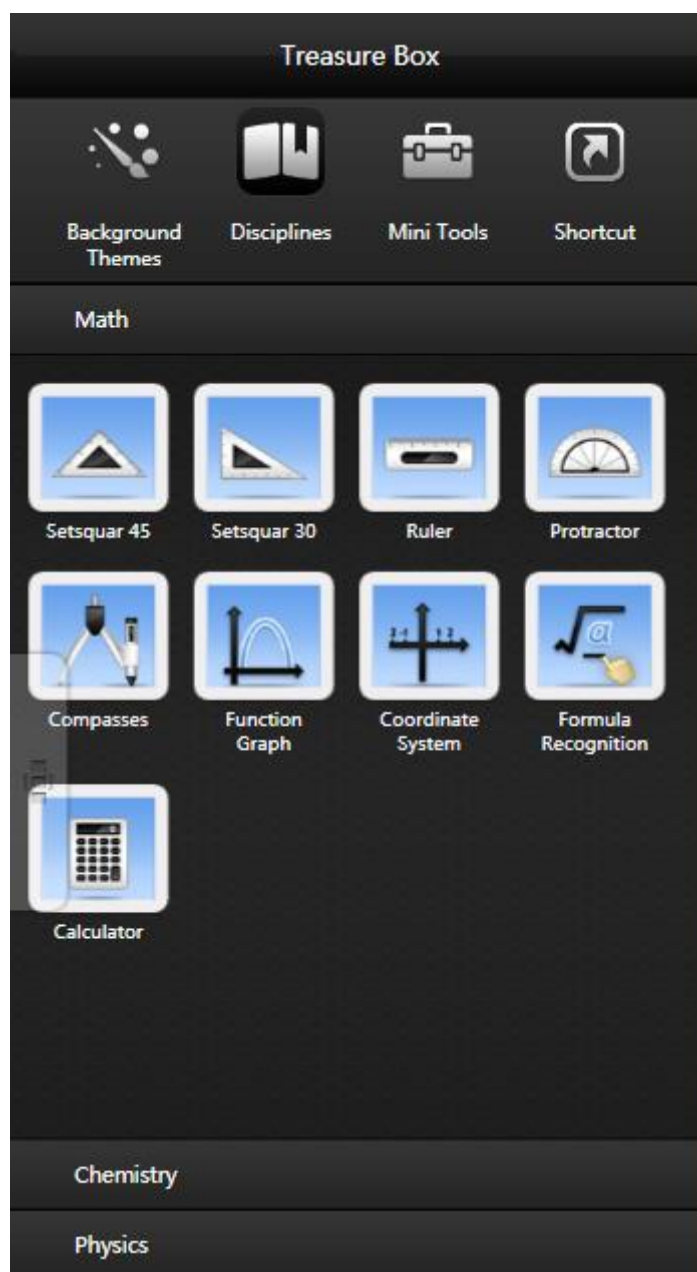 Treasure Box
Background Themes
Disciplines
Mini Tools
Shortcut
Math
Setsquar 45
Setsquar 30
Ruler
Protractor
Compasses
Function Graph
Coordinate System
Formula Recognition
Calculator
Chemistry
Physics